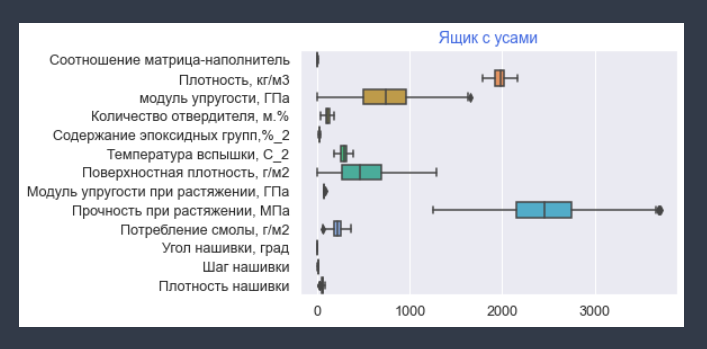 Ящик с усами
Соотношение матрица-наполнитель
Плотность, кг/м3
модуль упругости, ГПа
Количество отвердителя, м.%
Содержание эпоксидных групп,%_2
Температура вспышки, С_2
Поверхностная плотность, г/м2
Модуль упругости при растяжении, ГПа
Прочность при растяжении, МПа
Потребление смолы, г/м2
Угол нашивки, град
Шаг нашивки
Плотность нашивки
0 1000 2000 3000